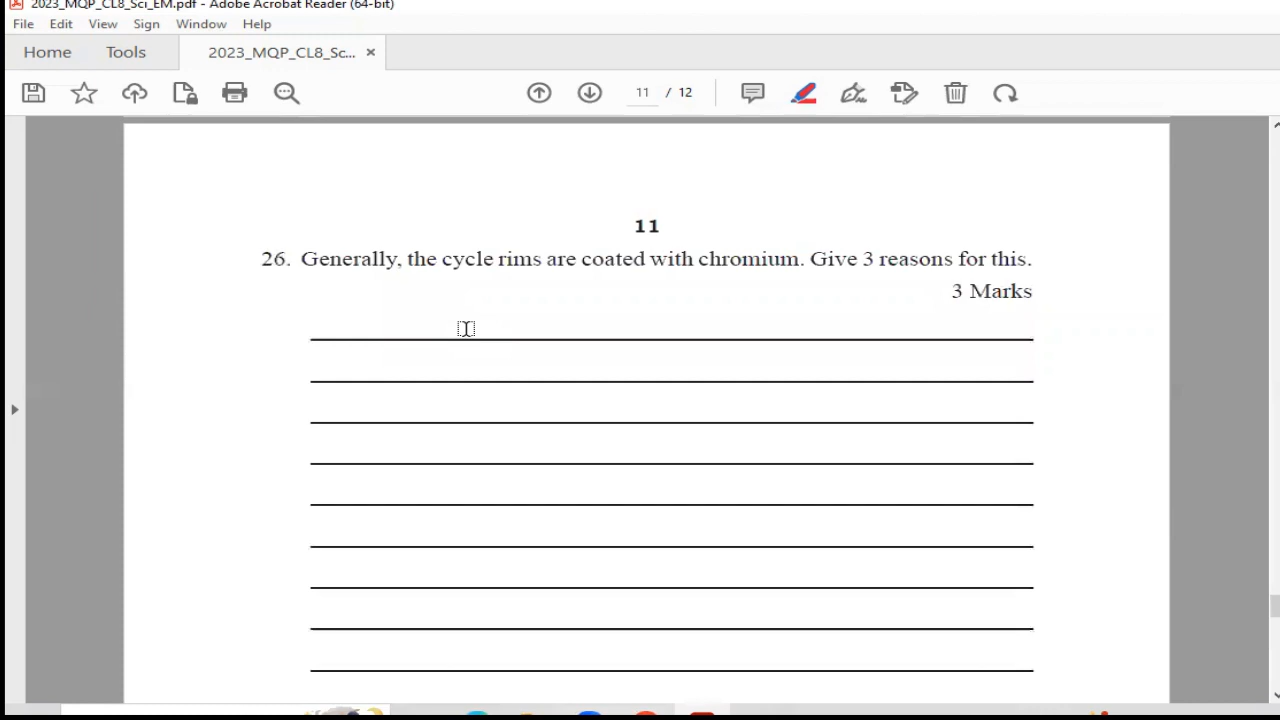 2023_MQP_CL8_Sci_EM.pdf - Adobe Acrobat Reader (64-bit)
File Edit View Sign Window Help
Home Tools 2023_MQP_CL8_Sc... ×
11 / 12
11
26. Generally, the cycle rims are coated with chromium. Give 3 reasons for this.
3 Marks